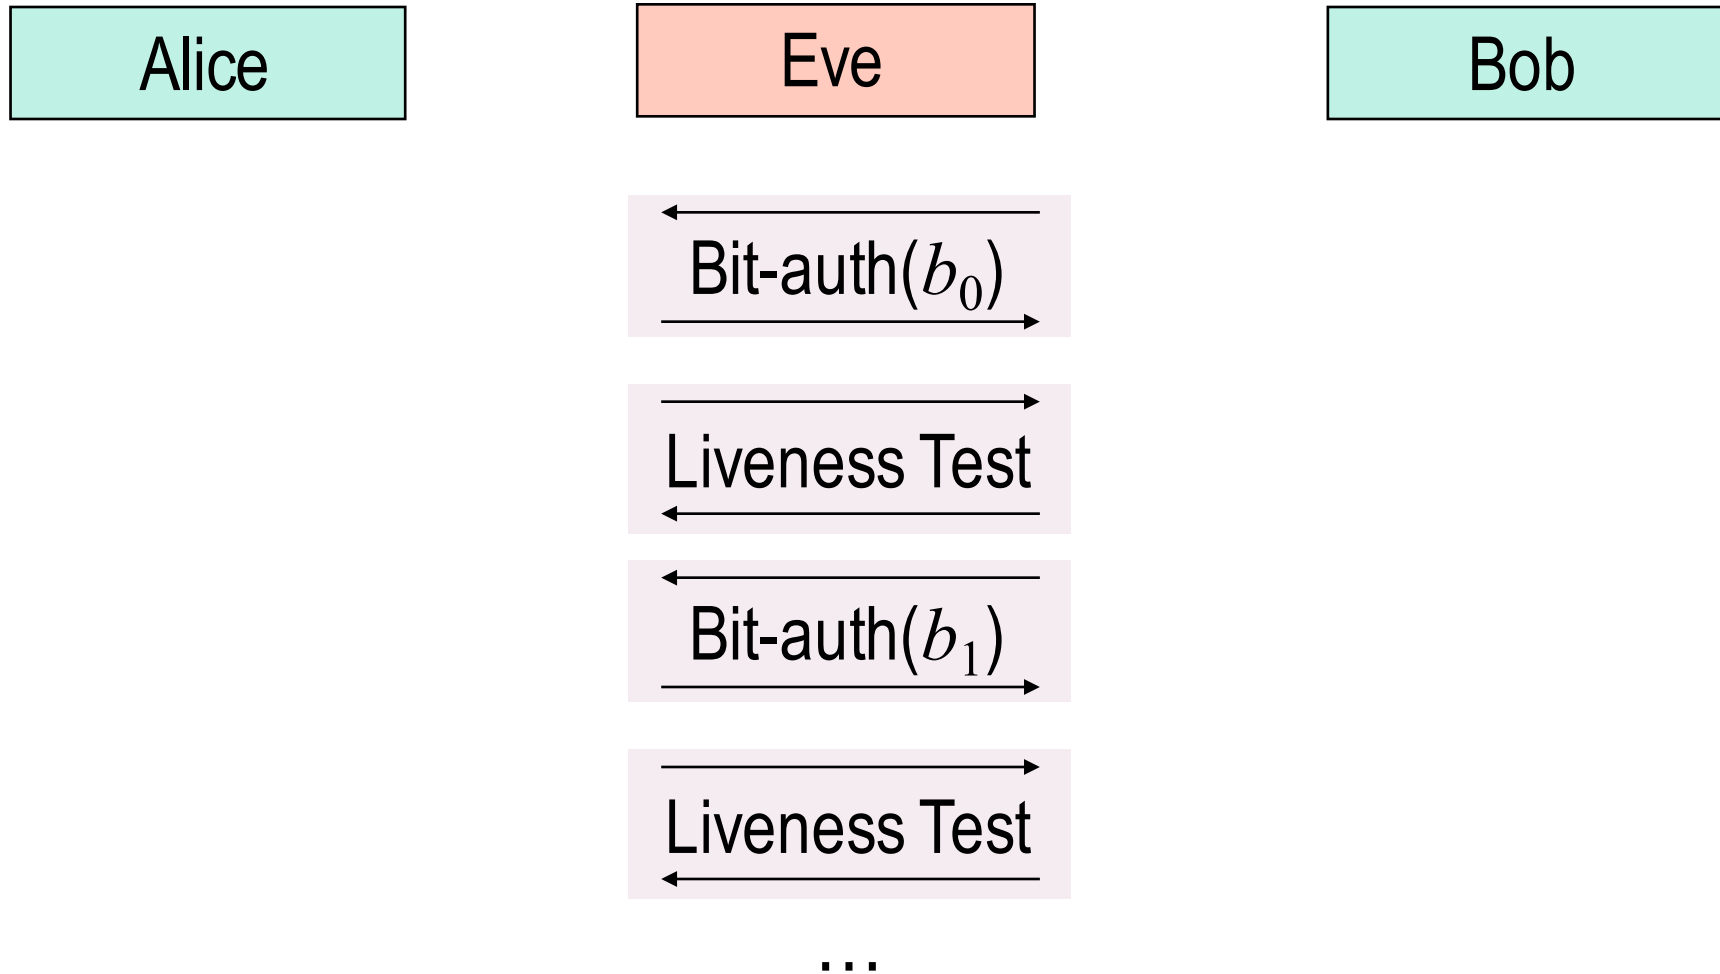 Alice
Eve
Bob
Bit-auth(b₀)
Liveness Test
Bit-auth(b₁)
Liveness Test
...